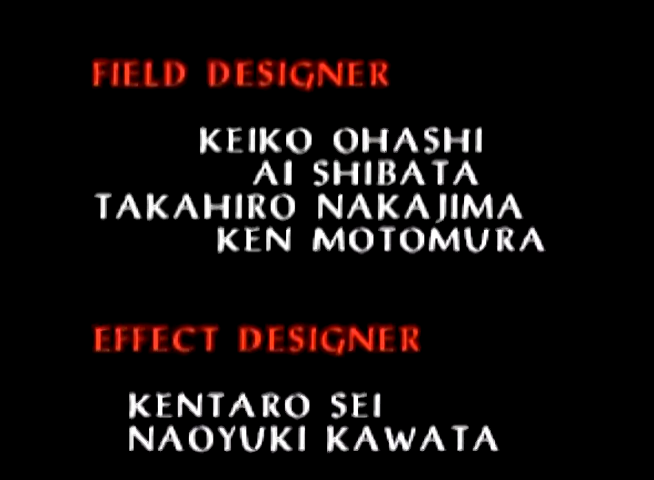 FIELD DESIGNER
KEIKO OHASHI
AI SHIBATA
TAKAHIRO NAKAJIMA
KEN MOTOMURA
EFFECT DESIGNER
KENTARO SEI
NAOYUKI KAWATA